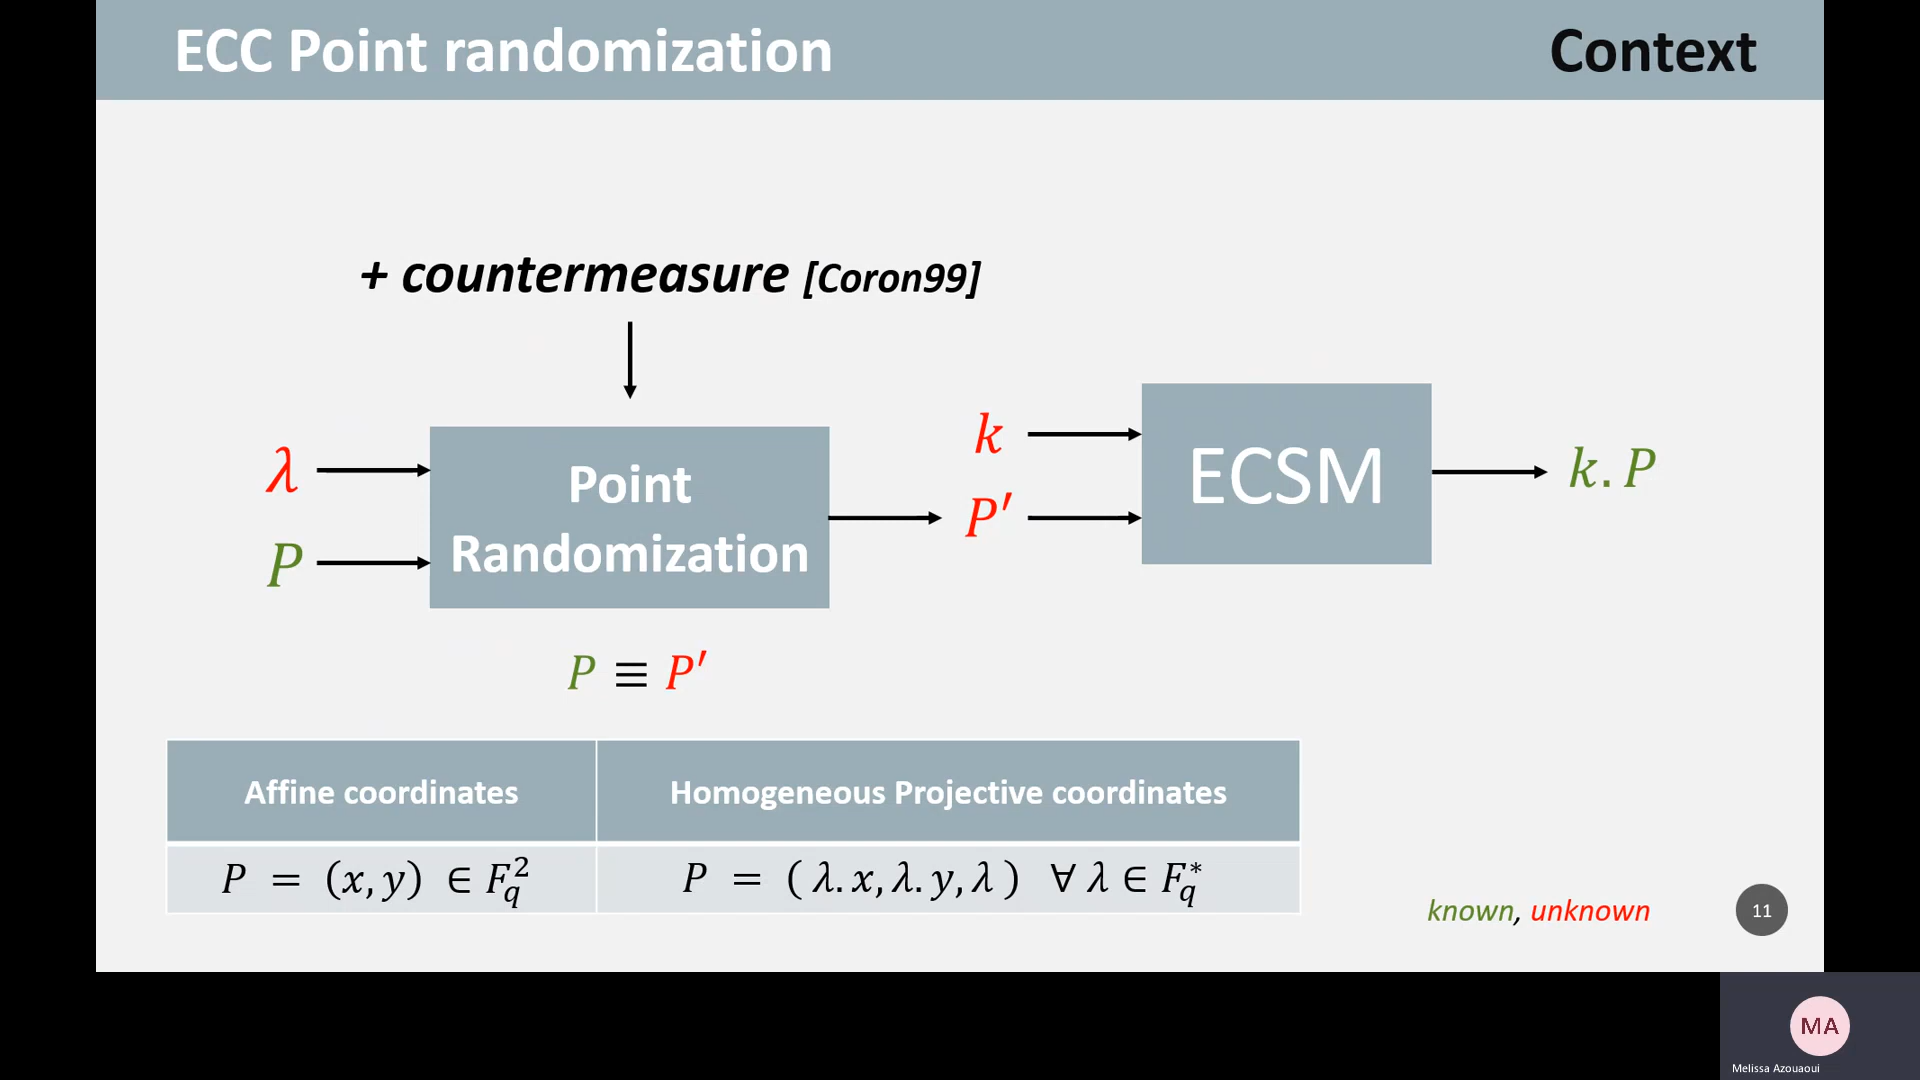 ECC Point randomization
Context
+ countermeasure [Coron99]
λ
P
Point
Randomization
k
P′
ECSM
k.P
P ≡ P′
Affine coordinates
Homogeneous Projective coordinates
P = (x, y) ∈ F_q^2
P = ( λ.x, λ.y, λ ) ∀ λ ∈ F_q^*
known, unknown
11
MA
Melissa Azouaoui